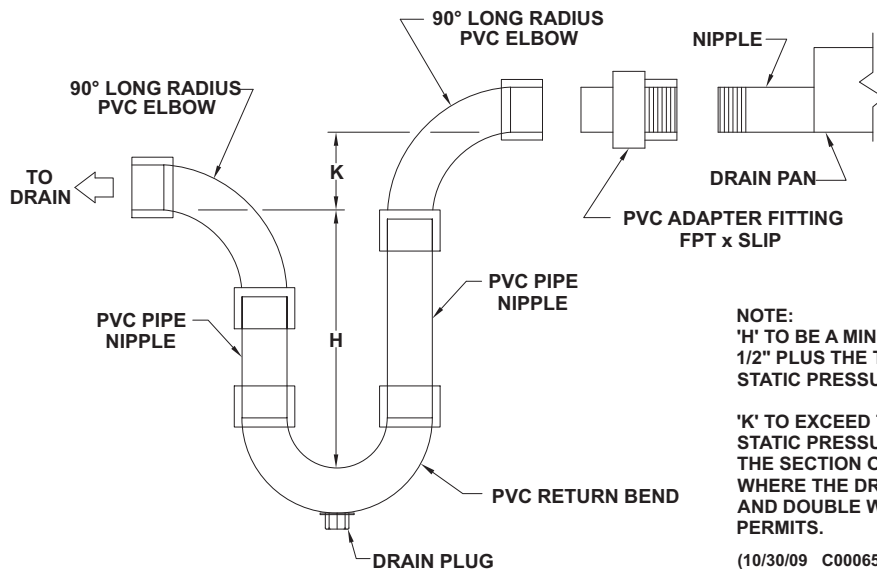 90° LONG RADIUS
PVC ELBOW
NIPPLE
90° LONG RADIUS
PVC ELBOW
K
TO
DRAIN
DRAIN PAN
PVC ADAPTER FITTING
FPT x SLIP
PVC PIPE
NIPPLE
PVC PIPE
NIPPLE
H
NOTE:
'H' TO BE A MIN
1/2" PLUS THE
STATIC PRESSU
'K' TO EXCEED
STATIC PRESSU
THE SECTION
WHERE THE DR
AND DOUBLE W
PERMITS.
PVC RETURN BEND
DRAIN PLUG
(10/30/09 C00065